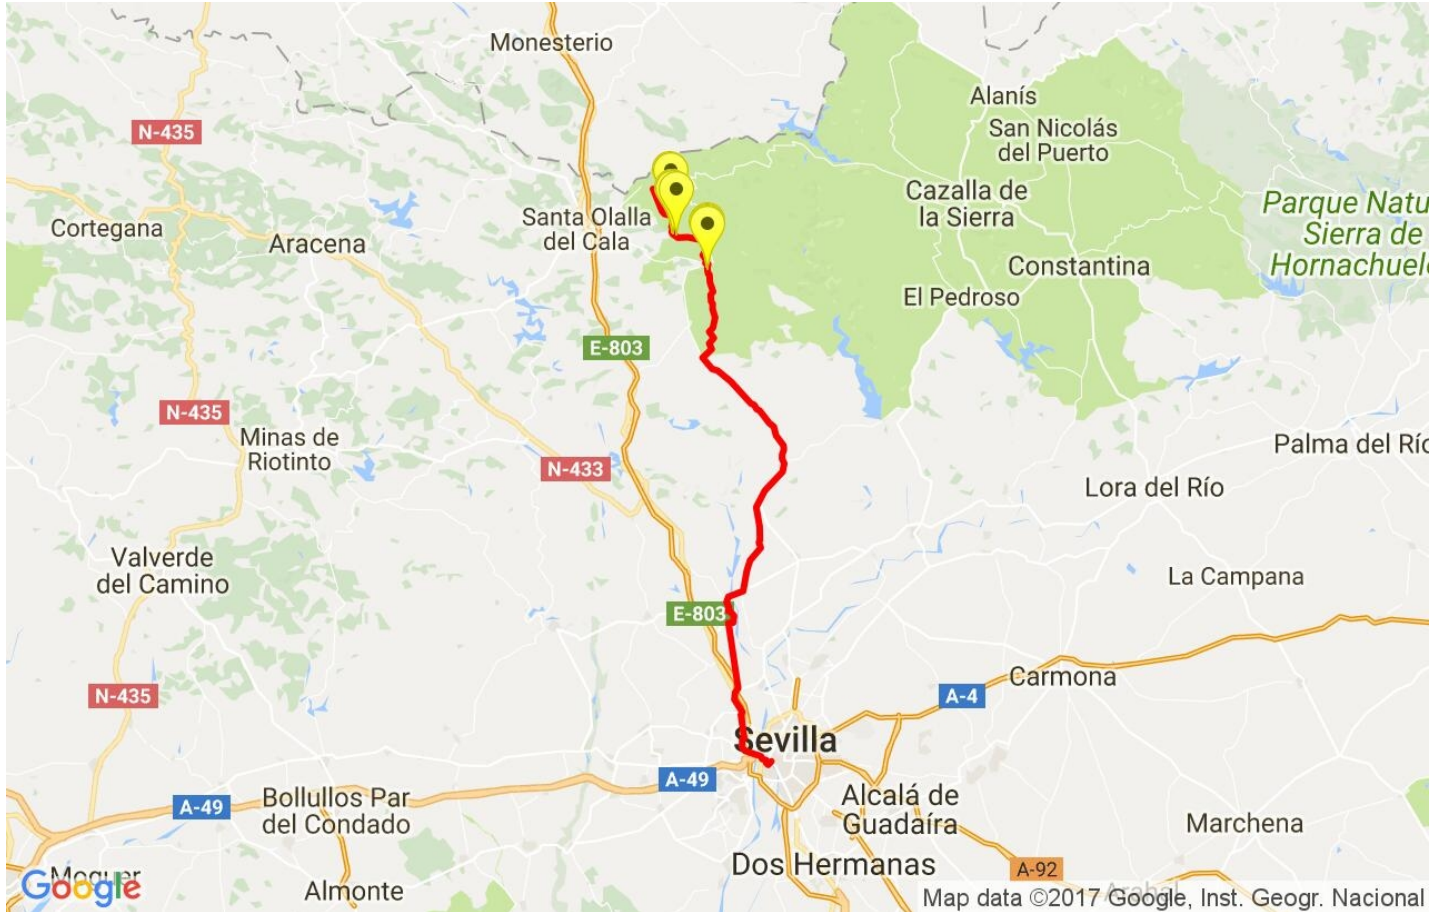 Monesterio
Alanís
San Nicolás
del Puerto
N-435
Cazalla de
la Sierra
Parque Natu
Sierra de
Hornachuel
Santa Olalla
del Cala
Cortegana
Aracena
Constantina
El Pedroso
E-803
N-435
Minas de
Riotinto
N-433
Palma del Río
Lora del Río
Valverde
del Camino
La Campana
E-803
Carmona
N-435
A-4
Sevilla
A-49
A-49
Bollullos Par
del Condado
Alcalá de
Guadaíra
Marchena
Dos Hermanas
A-92
Moguer
Google
Almonte
Arahal
Map data ©2017 Google, Inst. Geogr. Nacional